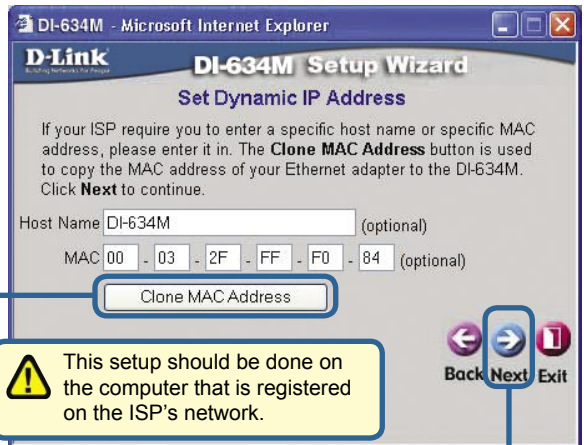 DI-634M - Microsoft Internet Explorer
D-Link
Building Networks for People
DI-634M Setup Wizard
Set Dynamic IP Address
If your ISP require you to enter a specific host name or specific MAC
address, please enter it in. The Clone MAC Address button is used
to copy the MAC address of your Ethernet adapter to the DI-634M.
Click Next to continue.
Host Name DI-634M (optional)
MAC 00 - 03 - 2F - FF - F0 - 84 (optional)
Clone MAC Address
This setup should be done on
the computer that is registered
on the ISP's network.
Back Next Exit